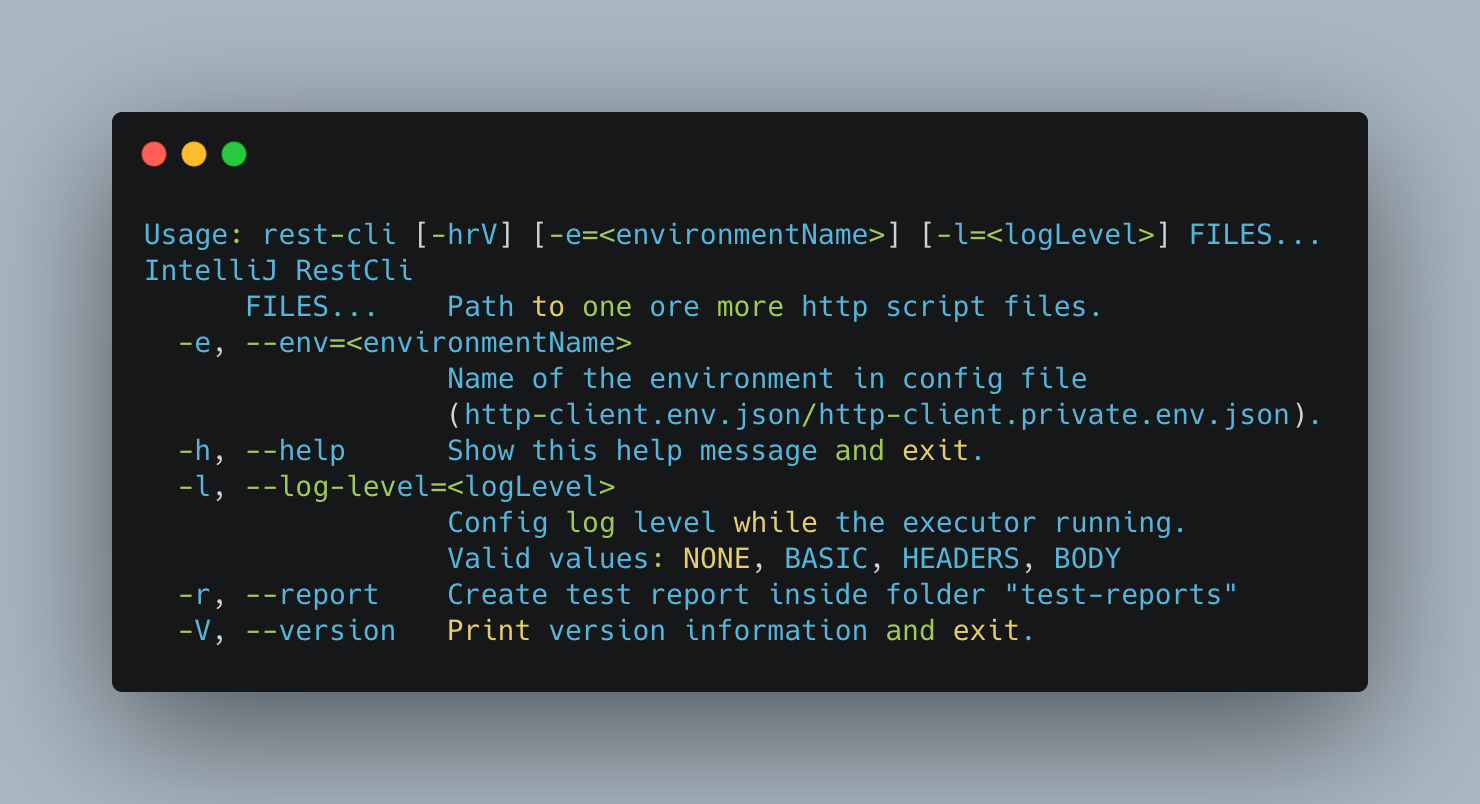 Usage: rest-cli [-hrV] [-e=<environmentName>] [-l=<logLevel>] FILES...
IntelliJ RestCli
      FILES...    Path to one ore more http script files.
  -e, --env=<environmentName>
                  Name of the environment in config file
                  (http-client.env.json/http-client.private.env.json).
  -h, --help      Show this help message and exit.
  -l, --log-level=<logLevel>
                  Config log level while the executor running.
                  Valid values: NONE, BASIC, HEADERS, BODY
  -r, --report    Create test report inside folder "test-reports"
  -V, --version   Print version information and exit.